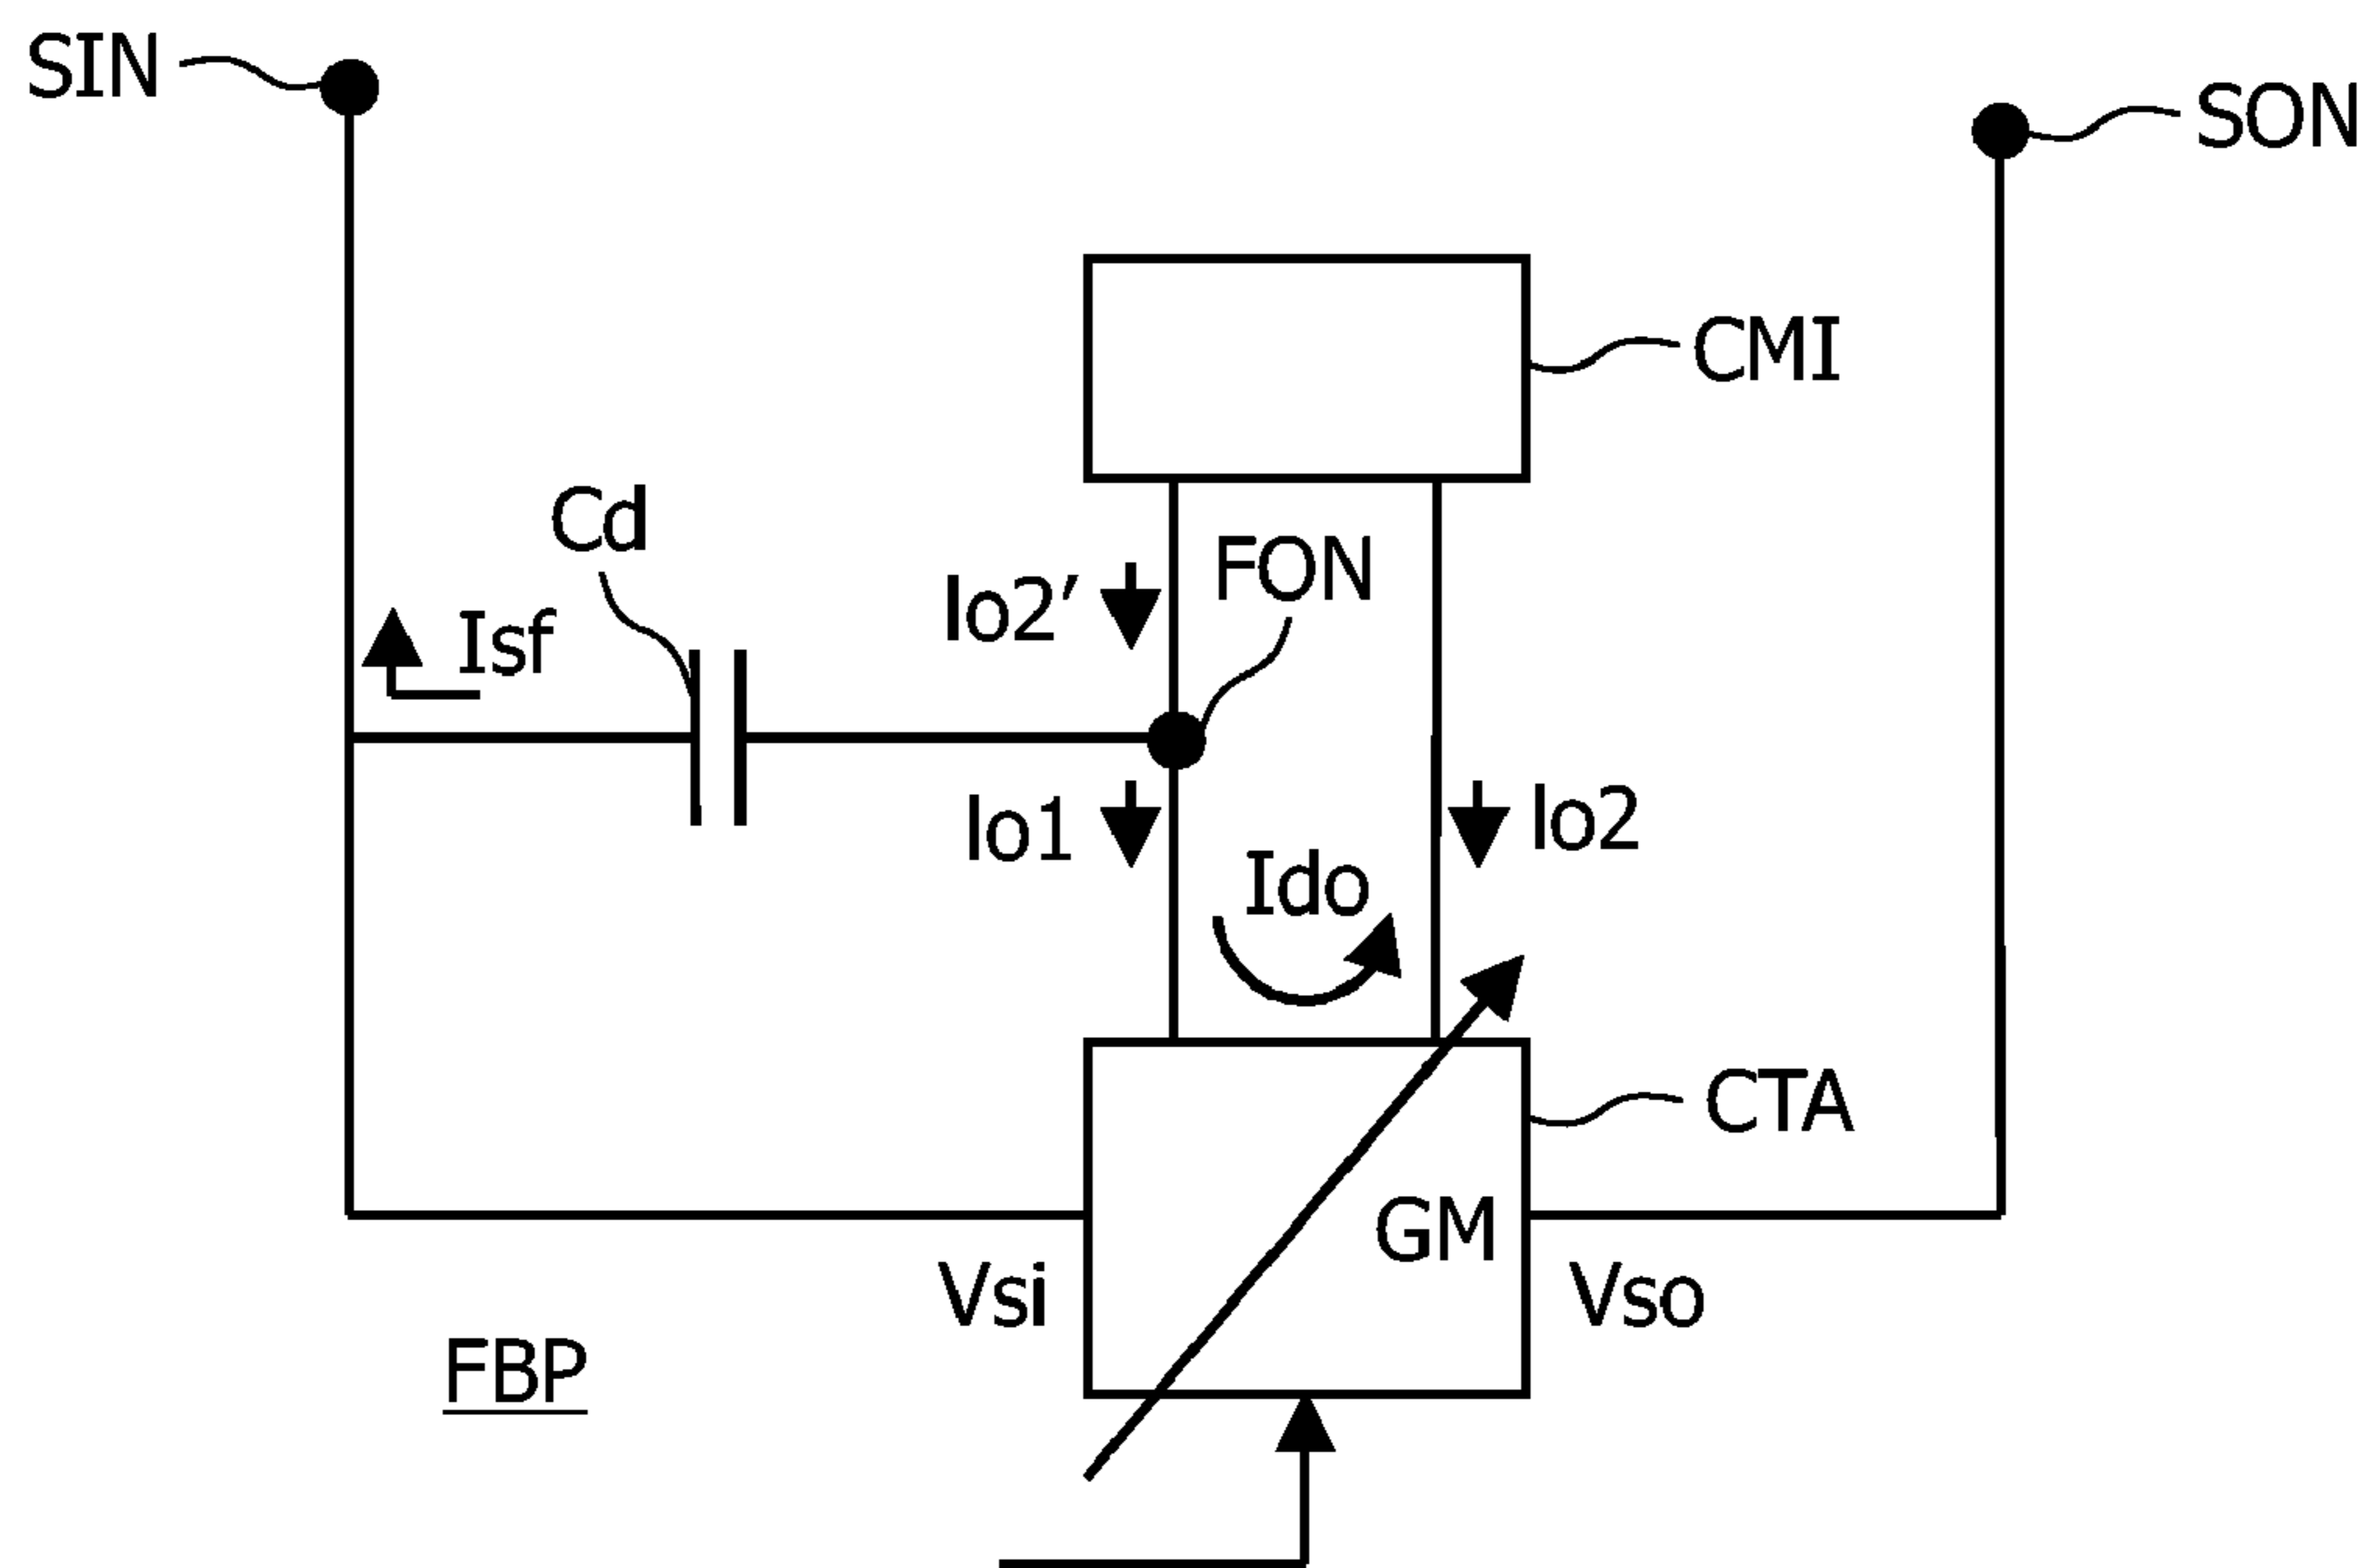 SIN
SON
CMI
Cd
FON
Io2’
Isf
Io1
Io2
Ido
CTA
GM
Vsi
Vso
FBP